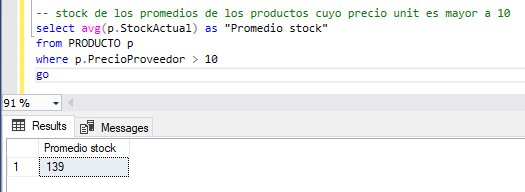 -- stock de los promedios de los productos cuyo precio unit es mayor a 10
select avg(p.StockActual) as "Promedio stock"
from PRODUCTO p
where p.PrecioProveedor > 10
go
91 %
Results Messages
Promedio stock
1 139